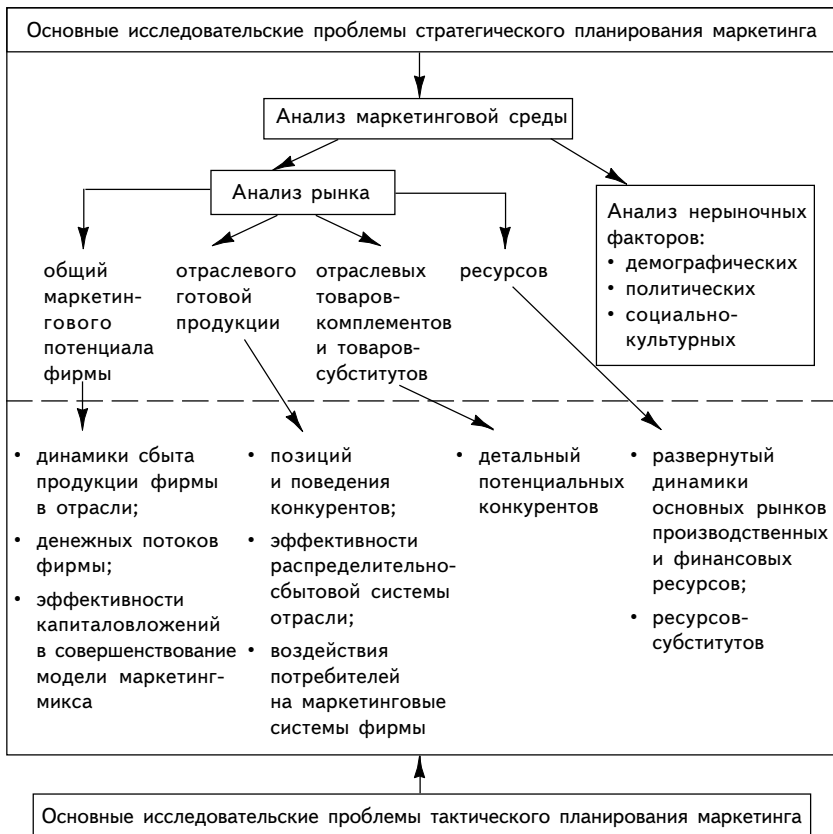 Основные исследовательские проблемы стратегического планирования маркетинга
Анализ маркетинговой среды
Анализ рынка
Анализ нерыночных
факторов:
• демографических
• политических
• социально-
культурных
общий
маркетин-
гового
потенциала
фирмы
отраслевого
готовой
продукции
отраслевых
товаров-
комплементов
и товаров-
субститутов
ресурсов
• динамики сбыта
продукции фирмы
в отрасли;
• денежных потоков
фирмы;
• эффективности
капиталовложений
в совершенствование
модели маркетинг-
микса
• позиций
и поведения
конкурентов;
• эффективности
распределительно-
сбытовой системы
отрасли;
• воздействия
потребителей
на маркетинговые
системы фирмы
• детальный
потенциальных
конкурентов
• развернутый
динамики
основных рынков
производственных
и финансовых
ресурсов;
• ресурсов-
субститутов
Основные исследовательские проблемы тактического планирования маркетинга